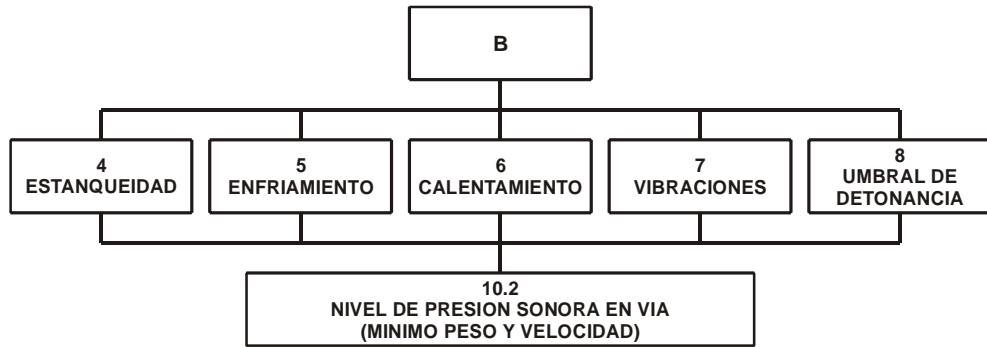 B
4
ESTANQUEIDAD
5
ENFRIAMIENTO
6
CALENTAMIENTO
7
VIBRACIONES
8
UMBRAL DE
DETONANCIA
10.2
NIVEL DE PRESION SONORA EN VIA
(MINIMO PESO Y VELOCIDAD)